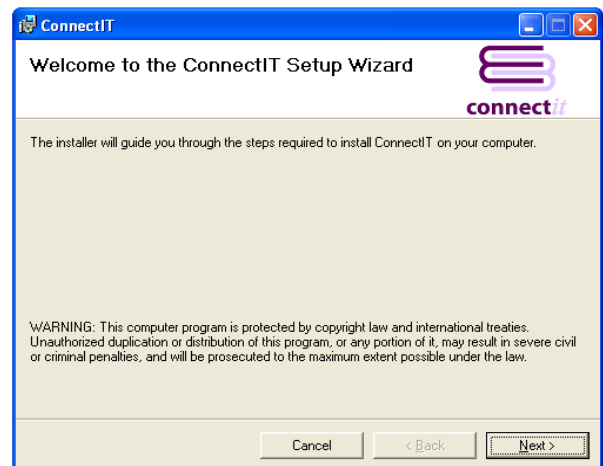 ConnectIT
Welcome to the ConnectIT Setup Wizard
connectit
The installer will guide you through the steps required to install ConnectIT on your computer.
WARNING: This computer program is protected by copyright law and international treaties.
Unauthorized duplication or distribution of this program, or any portion of it, may result in severe civil
or criminal penalties, and will be prosecuted to the maximum extent possible under the law.
Cancel
< Back
Next >